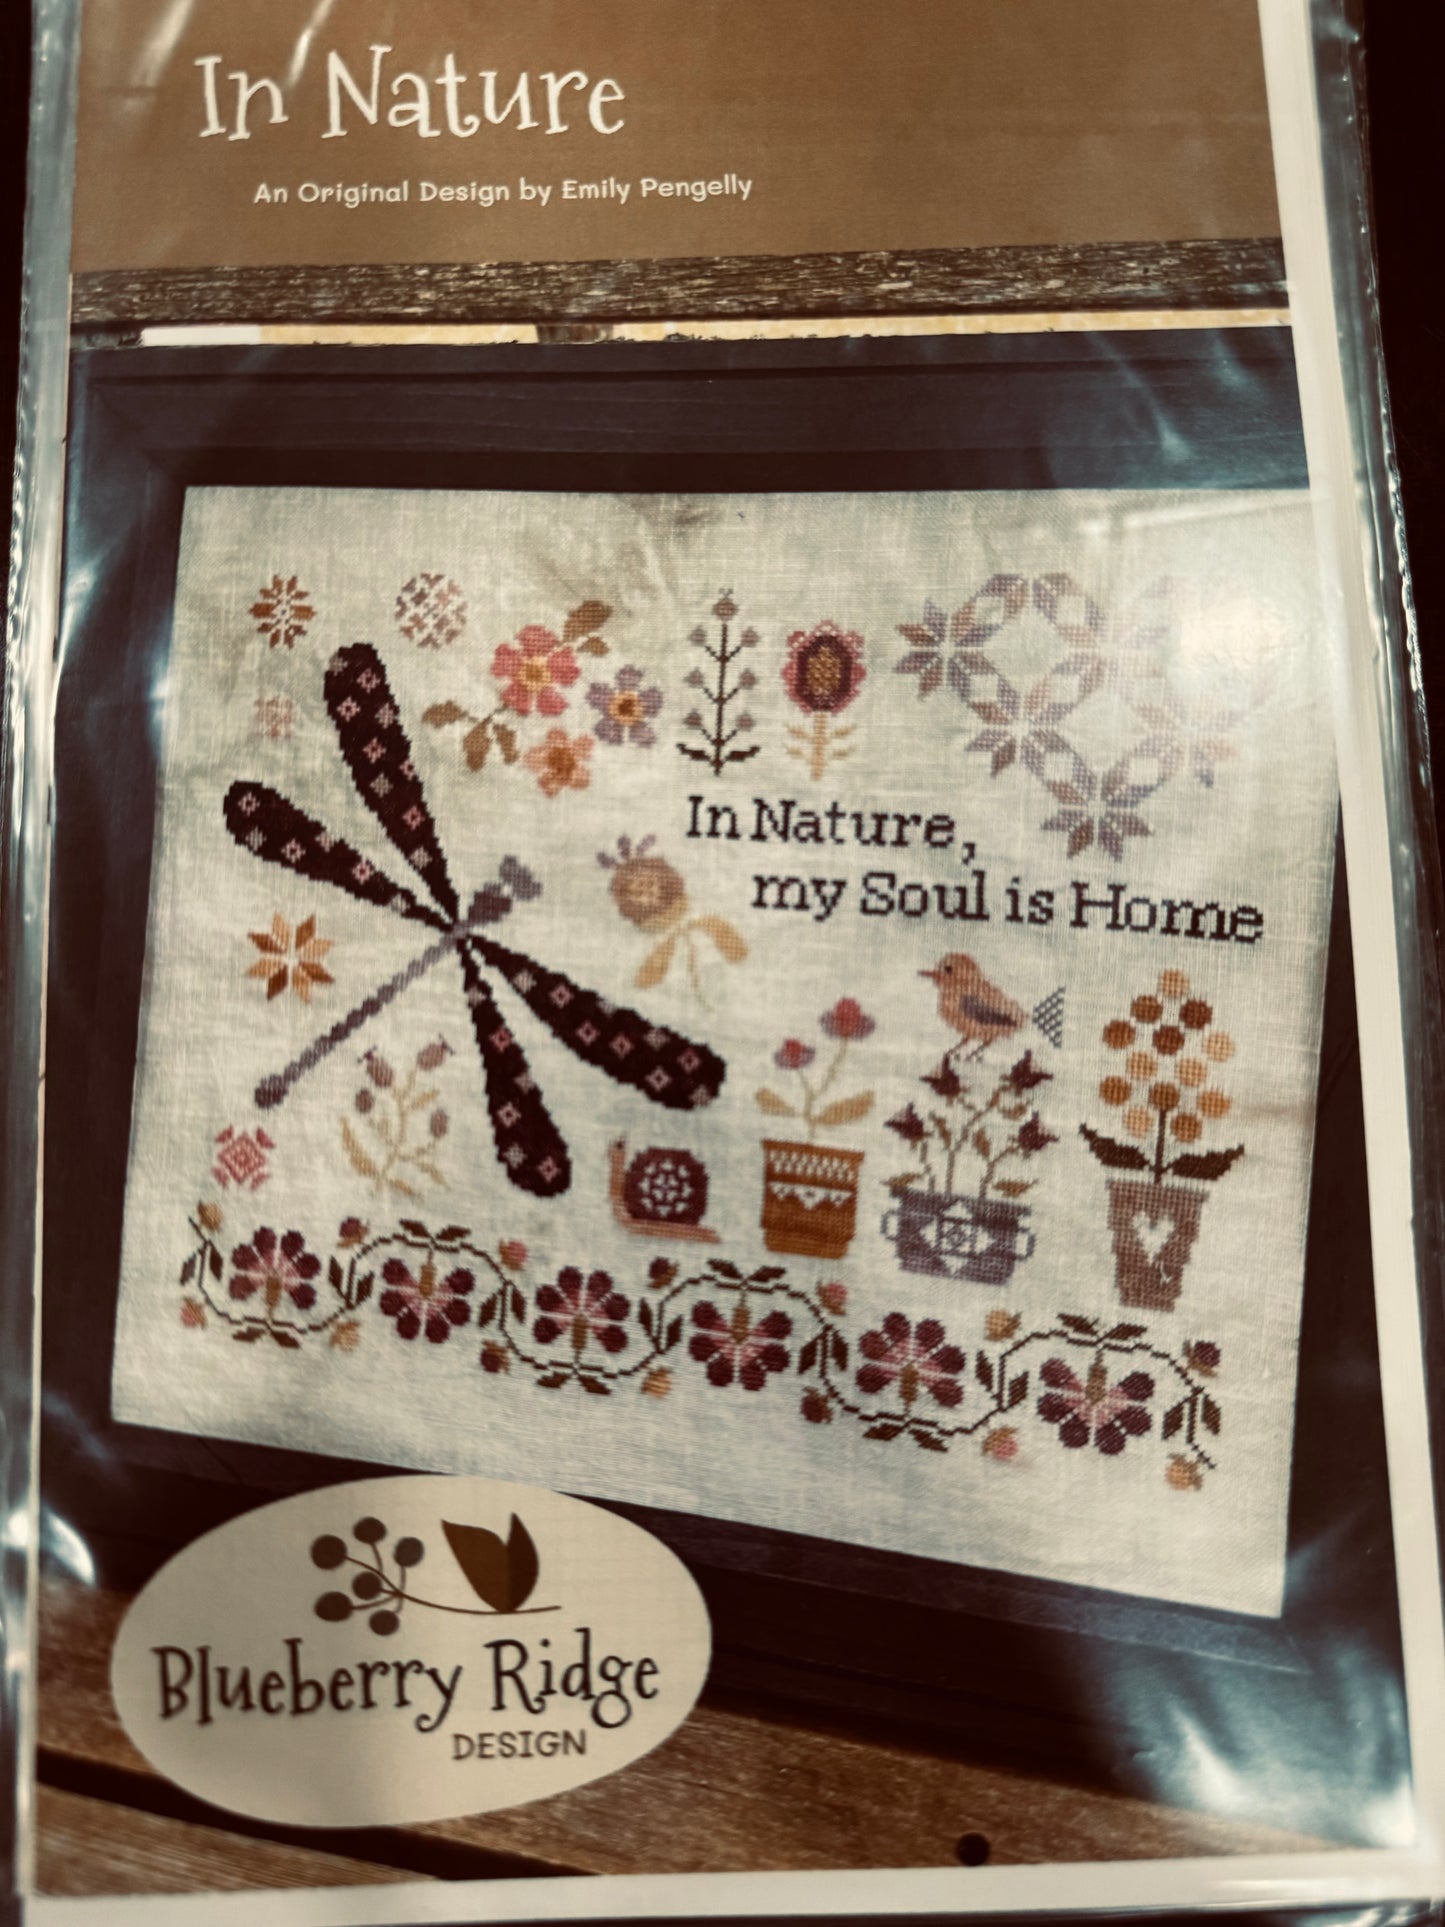 In Nature
An Original Design by Emily Pengelly
In Nature,
my Soul is Home
Blueberry Ridge
DESIGN